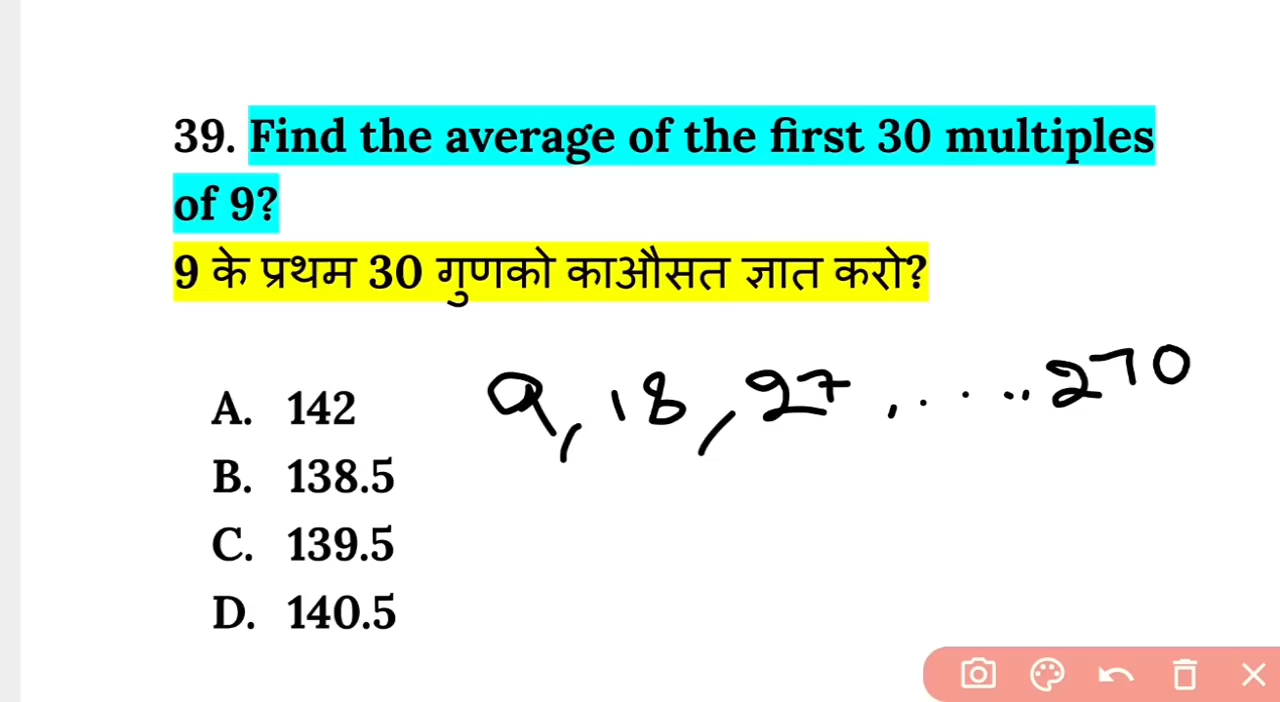 39. Find the average of the first 30 multiples
of 9?
9 के प्रथम 30 गुणको काऔसत ज्ञात करो?
9, 18, 27, ..... 270
A. 142
B. 138.5
C. 139.5
D. 140.5